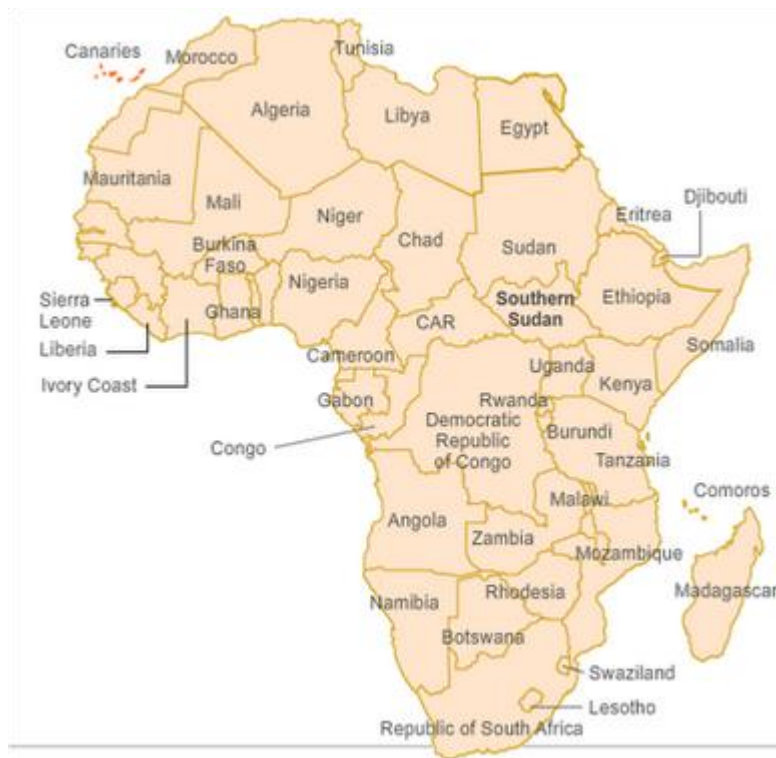 Canaries
Morocco
Tunisia
Algeria
Libya
Egypt
Mauritania
Mali
Niger
Chad
Sudan
Eritrea
Djibouti
Burkina
Faso
Nigeria
Southern
Sudan
Ethiopia
Sierra
Leone
Ghana
CAR
Somalia
Liberia
Cameroon
Uganda
Kenya
Ivory Coast
Gabon
Rwanda
Congo
Democratic
Republic
of Congo
Burundi
Tanzania
Comoros
Malawi
Angola
Zambia
Mozambique
Madagascar
Rhodesia
Namibia
Botswana
Swaziland
Lesotho
Republic of South Africa